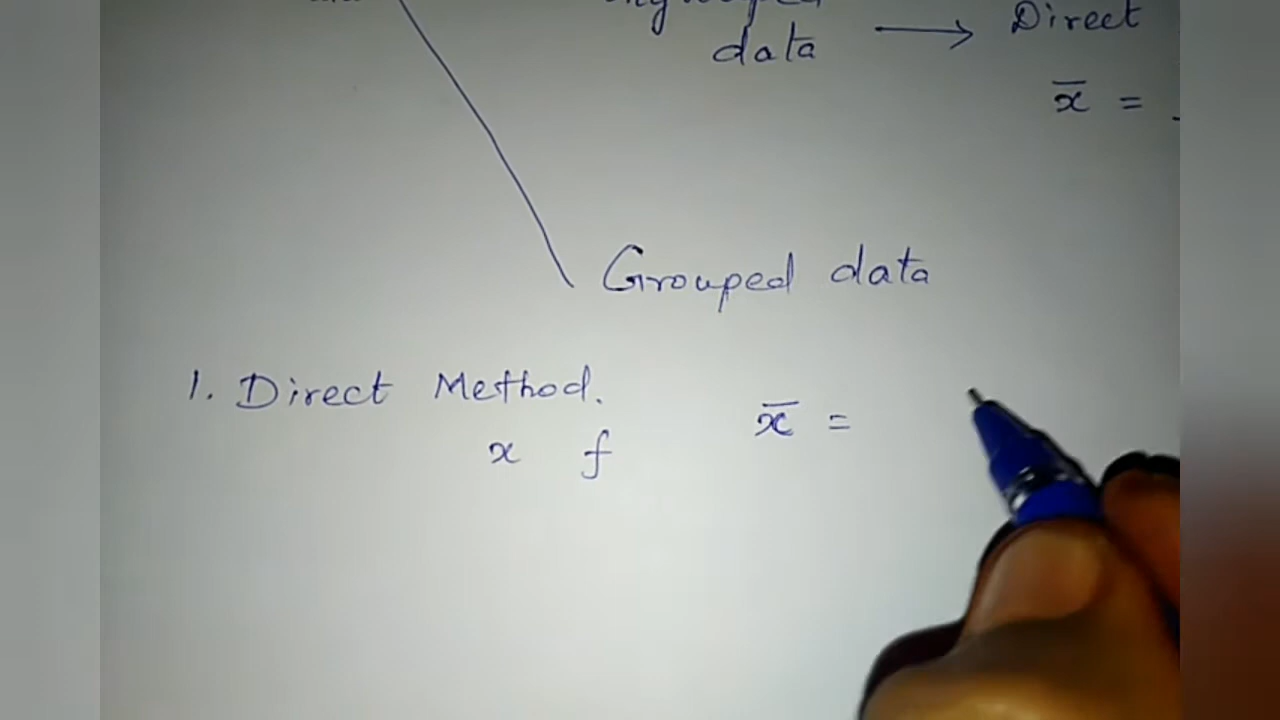 Direct
data ⟶
x̄ =
Grouped data
1. Direct Method.
x f x̄ =